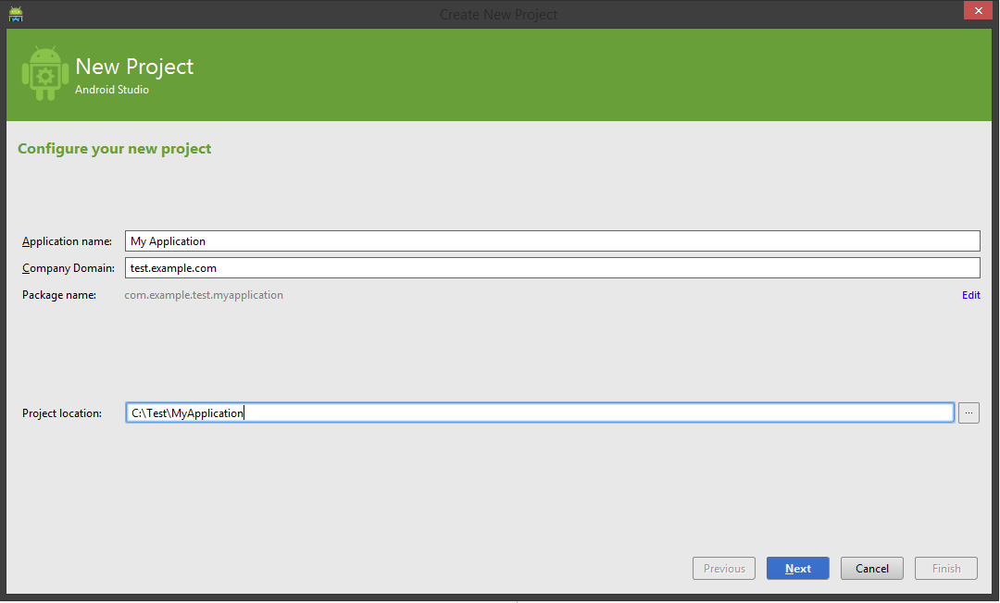 Create New Project
New Project
Android Studio
Configure your new project
Application name: My Application
Company Domain: test.example.com
Package name: com.example.test.myapplication Edit
Project location: C:\Test\MyApplication ...
Previous Next Cancel Finish